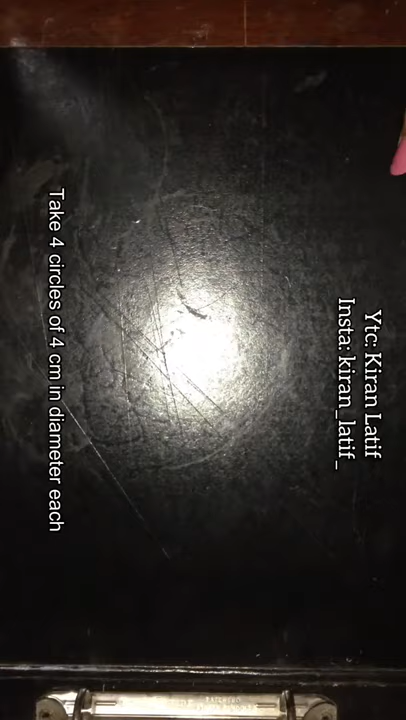 Ytc: Kiran Latif
Insta: kiran_latif_
Take 4 circles of 4 cm in diameter each